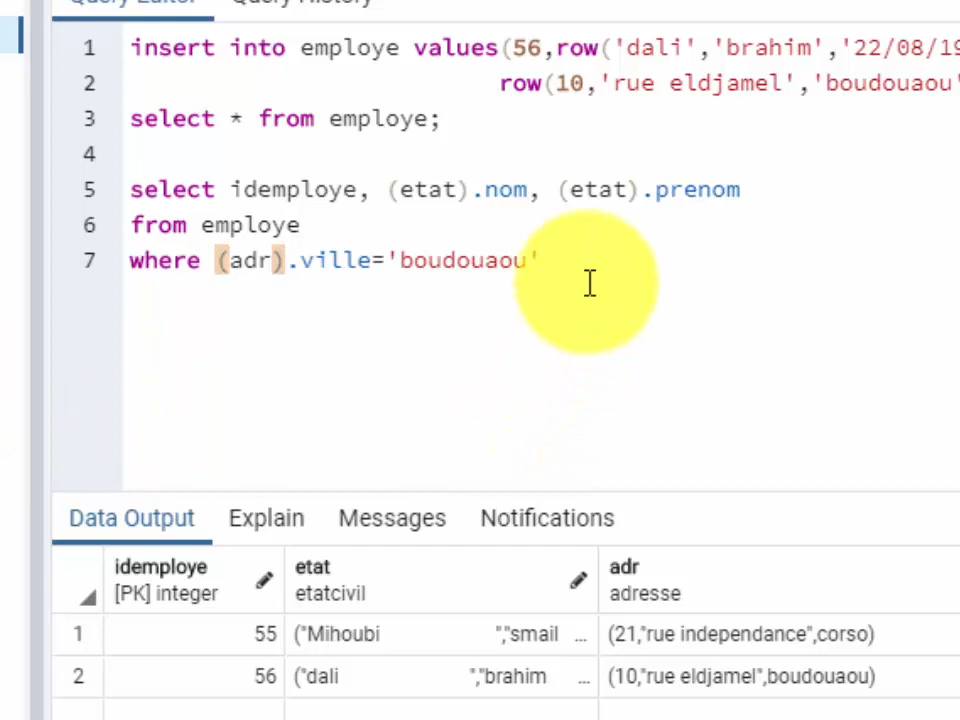 Query Editor Query History
1 insert into employe values(56,row('dali','brahim','22/08/19
2 row(10,'rue eldjamel','boudouaou'
3 select * from employe;
4
5 select idemploye, (etat).nom, (etat).prenom
6 from employe
7 where (adr).ville='boudouaou'
Data Output Explain Messages Notifications
idemploye etat adr
[PK] integer etatcivil adresse
1 55 ("Mihoubi ","smail ... (21,"rue independance",corso)
2 56 ("dali ","brahim ... (10,"rue eldjamel",boudouaou)